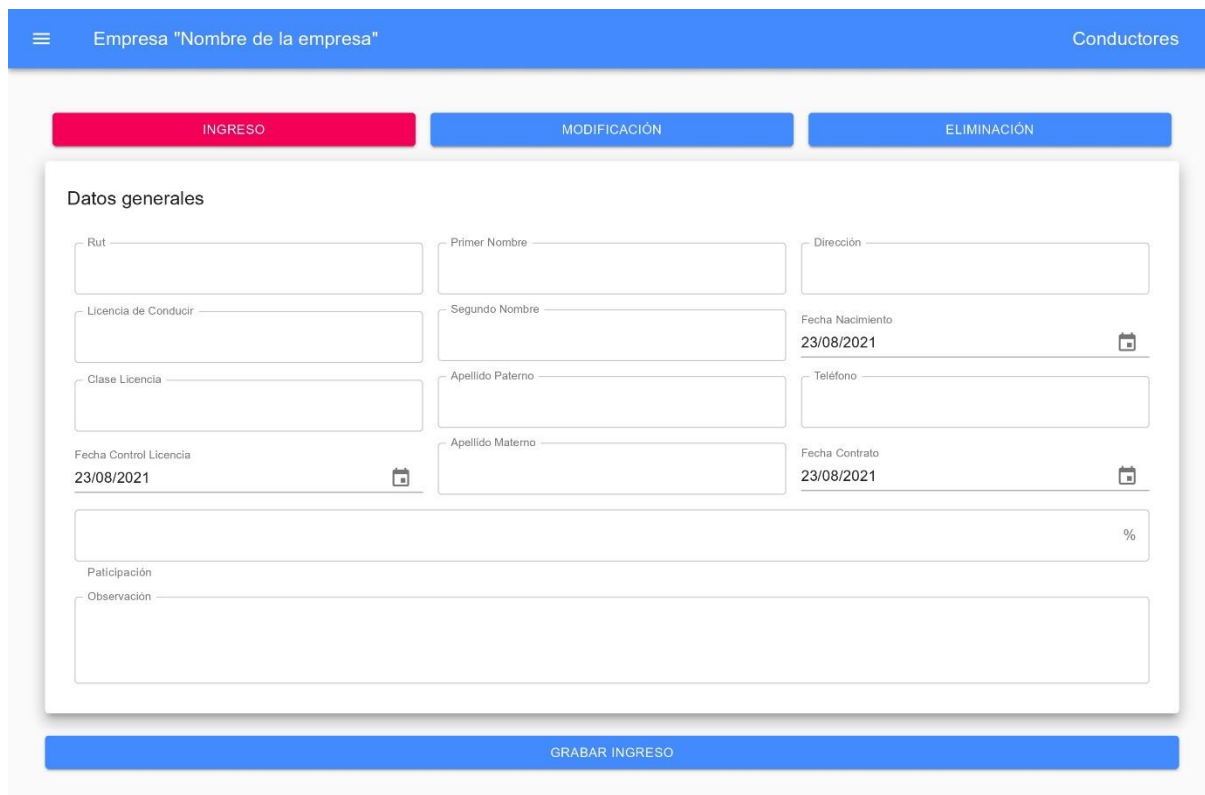 Empresa "Nombre de la empresa" Conductores
INGRESO MODIFICACIÓN ELIMINACIÓN
Datos generales
Rut Primer Nombre Dirección
Licencia de Conducir Segundo Nombre Fecha Nacimiento
23/08/2021
Clase Licencia Apellido Paterno Teléfono
Fecha Control Licencia Apellido Materno Fecha Contrato
23/08/2021 23/08/2021
%
Paticipación
Observación
GRABAR INGRESO